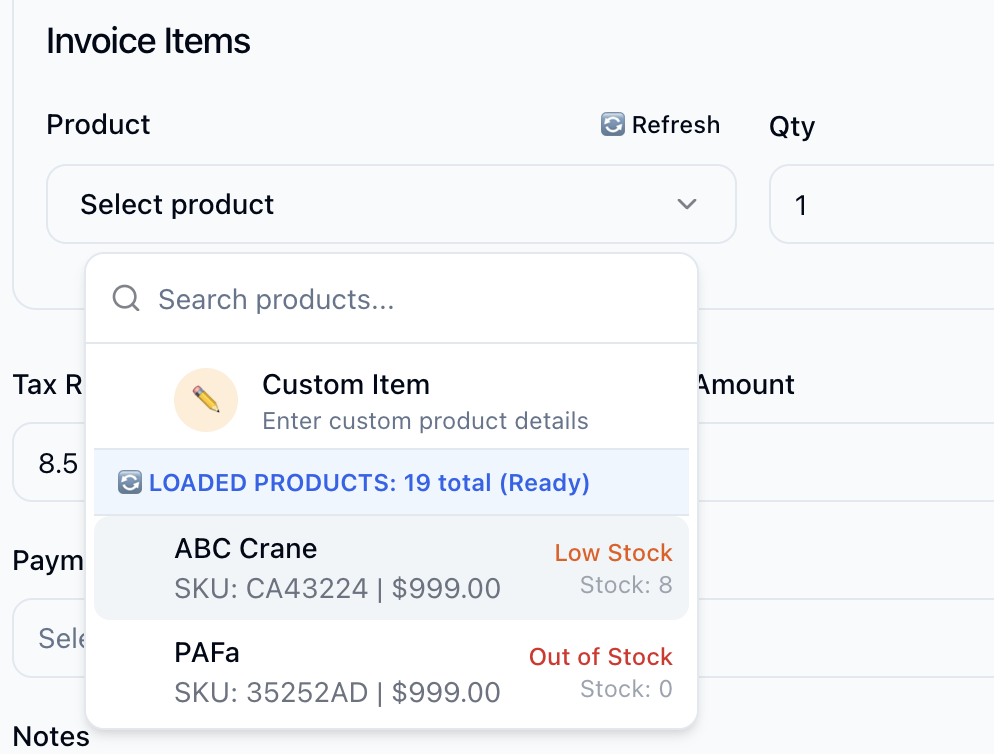 Invoice Items
Product
Refresh
Qty
Select product
1
Search products...
Custom Item
Enter custom product details
Tax R
Amount
8.5
LOADED PRODUCTS: 19 total (Ready)
ABC Crane
Low Stock
SKU: CA43224 | $999.00
Stock: 8
Paym
Sele
PAFa
Out of Stock
SKU: 35252AD | $999.00
Stock: 0
Notes